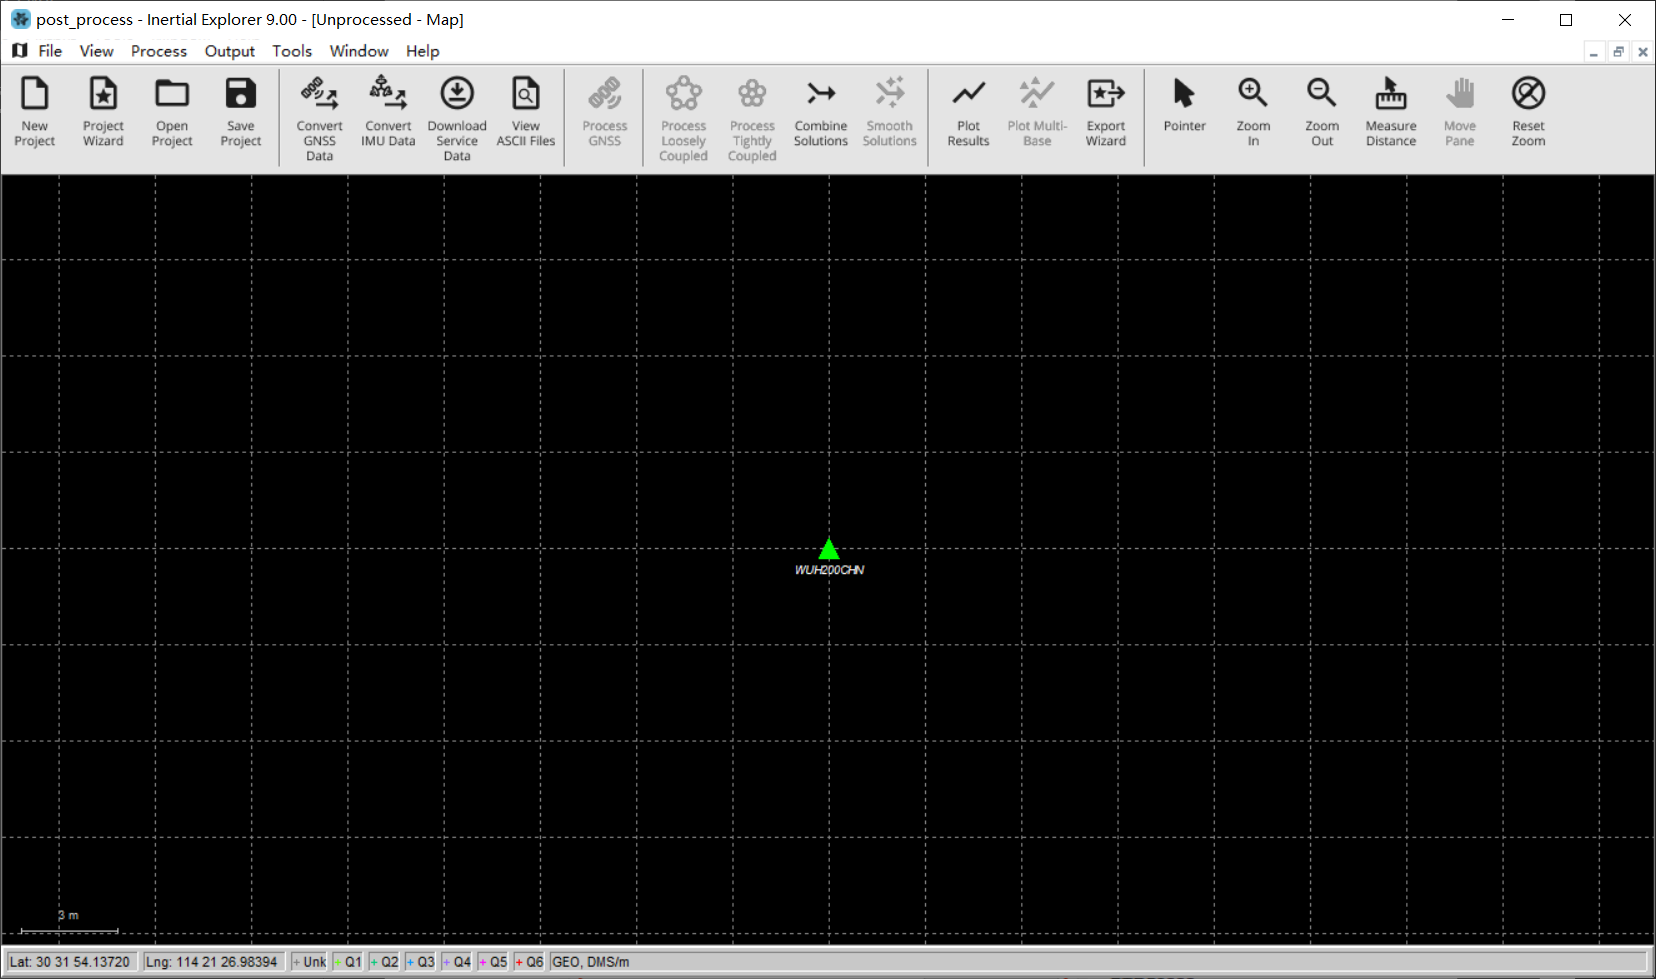 post_process - Inertial Explorer 9.00 - [Unprocessed - Map]
File View Process Output Tools Window Help
New Project
Project Wizard
Open Project
Save Project
Convert GNSS Data
Convert IMU Data
Download Service Data
View ASCII Files
Process GNSS
Process Loosely Coupled
Process Tightly Coupled
Combine Solutions
Smooth Solutions
Plot Results
Plot Multi-Base
Export Wizard
Pointer
Zoom In
Zoom Out
Measure Distance
Move Pane
Reset Zoom
WUH200CHN
3 m
Lat: 30 31 54.13720 Lng: 114 21 26.98394 + Unk + Q1 + Q2 + Q3 + Q4 + Q5 + Q6 GEO, DMS/m